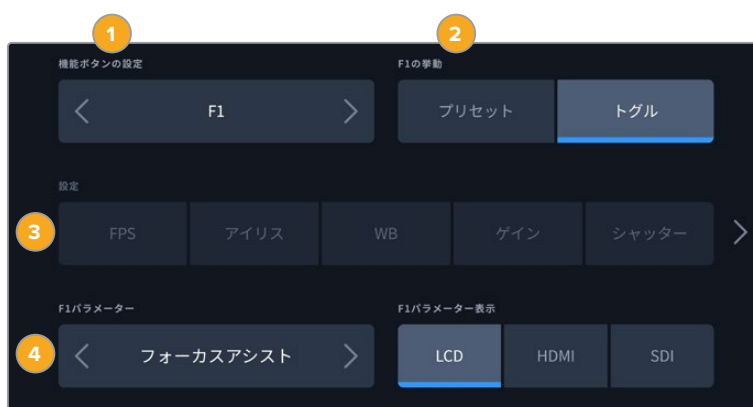 1 2
機能ボタンの設定 F1の挙動
F1 プリセット トグル
設定
3 FPS アイリス WB ゲイン シャッター
F1パラメーター F1パラメーター表示
4 フォーカスアシスト LCD HDMI SDI